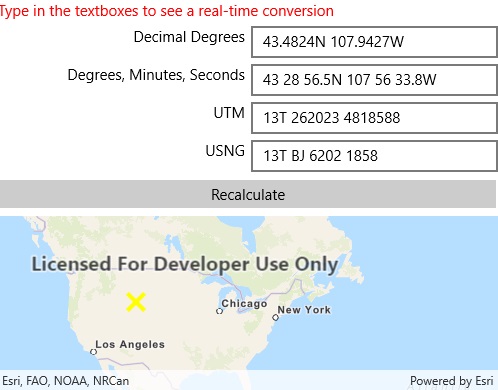 Type in the textboxes to see a real-time conversion
Decimal Degrees 43.4824N 107.9427W
Degrees, Minutes, Seconds 43 28 56.5N 107 56 33.8W
UTM 13T 262023 4818588
USNG 13T BJ 6202 1858
Recalculate
Licensed For Developer Use Only
Chicago
New York
Los Angeles
Esri, FAO, NOAA, NRCan Powered by Esri